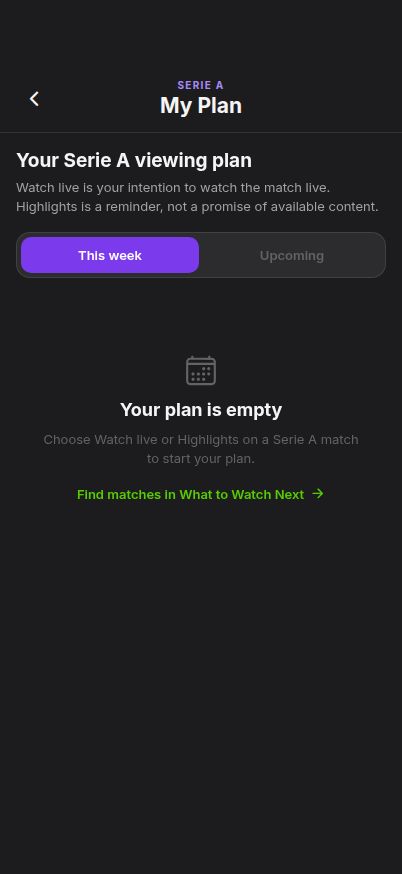 SERIE A
My Plan
Your Serie A viewing plan
Watch live is your intention to watch the match live.
Highlights is a reminder, not a promise of available content.
This week
Upcoming
Your plan is empty
Choose Watch live or Highlights on a Serie A match
to start your plan.
Find matches in What to Watch Next →